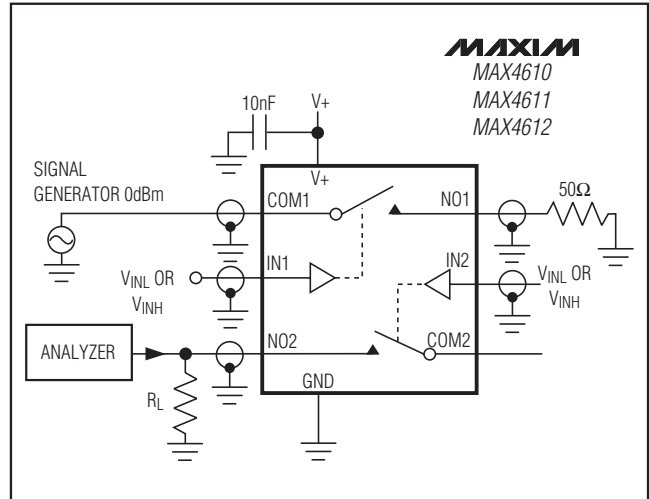 MAXIM
MAX4610
MAX4611
MAX4612
10nF
V+
V+
SIGNAL
GENERATOR 0dBm
COM1
NO1
50Ω
IN1
IN2
VINL OR
VINH
VINL OR
VINH
ANALYZER
NO2
COM2
GND
RL